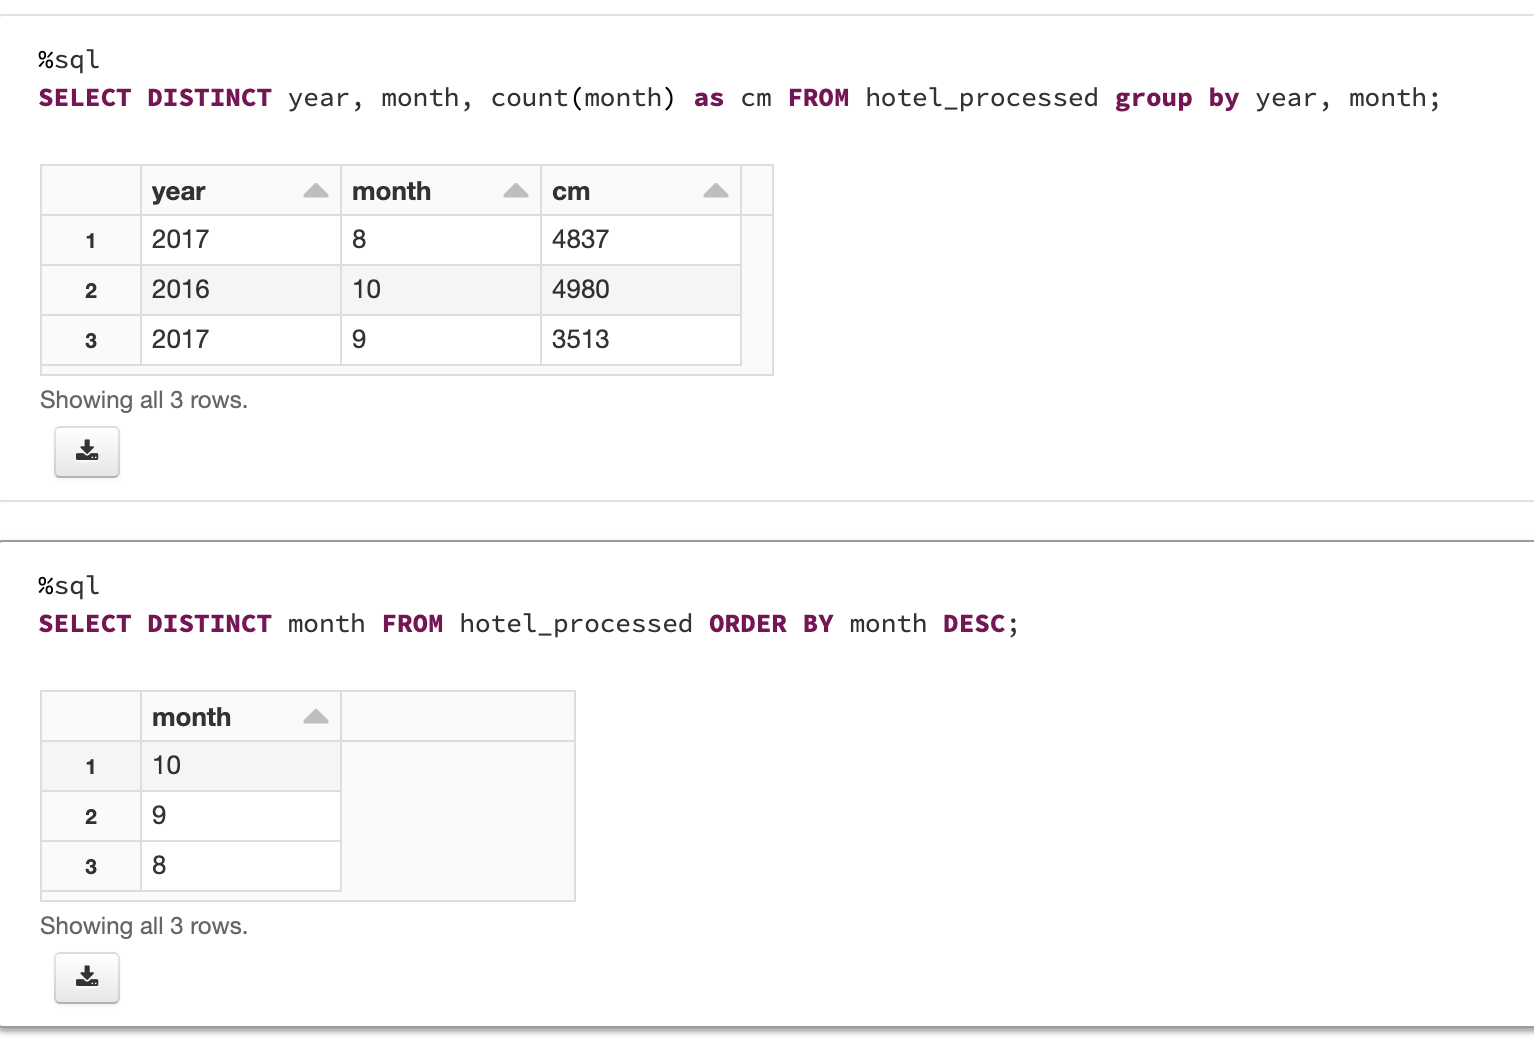 %sql
SELECT DISTINCT year, month, count(month) as cm FROM hotel_processed group by year, month;
year month cm
1 2017 8 4837
2 2016 10 4980
3 2017 9 3513
Showing all 3 rows.
%sql
SELECT DISTINCT month FROM hotel_processed ORDER BY month DESC;
month
1 10
2 9
3 8
Showing all 3 rows.